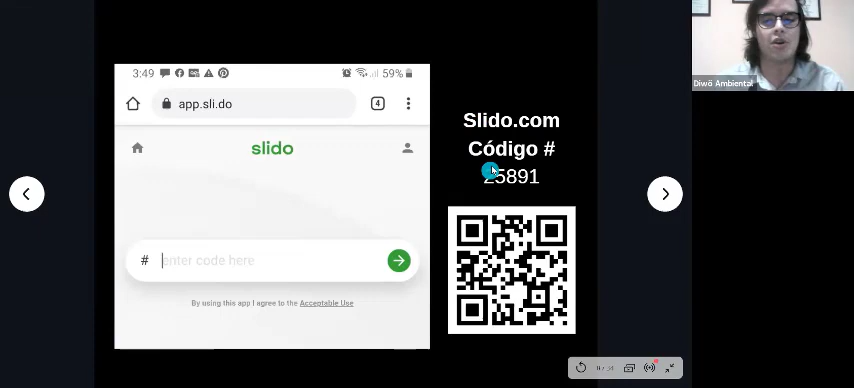 3:49
59%
app.sli.do
4
slido
# enter code here
By using this app I agree to the Acceptable Use
Slido.com
Código #
25891
Diwö Ambiental